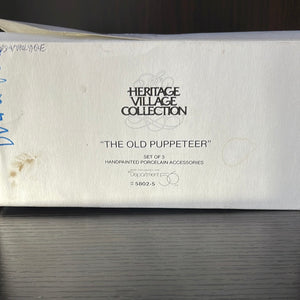 HERITAGE
VILLAGE
COLLECTION
"THE OLD PUPPETEER"
SET OF 3
HANDPAINTED PORCELAIN ACCESSORIES
Department 56
# 5802-5